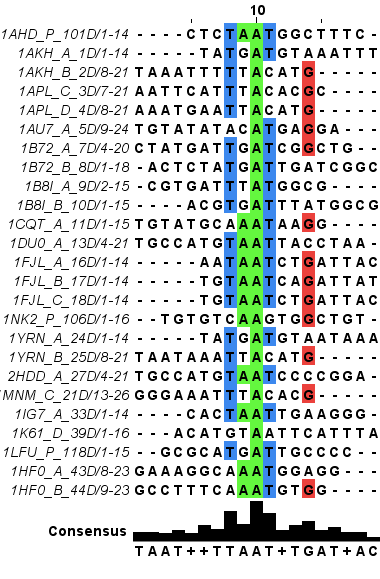 10
1AHD_P_101D/1-14 ----CTCTAATGGCTTTC-
1AKH_A_1D/1-14 -----TATGATGTAAATTT
1AKH_B_2D/8-21 TAAATTTTTACATG-----
1APL_C_3D/7-21 AATTCATTTACACGC----
1APL_D_4D/8-21 AAATGAATTACATG-----
1AU7_A_5D/9-24 TGTATATACATGAGGA---
1B72_A_7D/4-20 CTATGATTGATCGGCTG--
1B72_B_8D/1-18 -ACTCTATGATTGATCGGC
1B8I_A_9D/2-15 -CGTGATTTATGGCG----
1B8I_B_10D/1-15 ----ACGTGATTTATGGCG
1CQT_A_11D/1-15 TGTATGCAAATAAGG----
1DU0_A_13D/4-21 TGCCATGTAATTACCTAA-
1FJL_A_16D/1-14 -----AATAATCTGATTAC
1FJL_B_17D/1-14 -----TGTAATCAGATTAT
1FJL_C_18D/1-14 -----TGTAATCTGATTAC
1NK2_P_106D/1-16 --TGTGTCAAGTGGCTGT-
1YRN_A_24D/1-14 -----TATGATGTAATAAA
1YRN_B_25D/8-21 TAATAAATTACATG-----
2HDD_A_27D/4-21 TGCCATGTAATCCCCGGA-
MNM_C_21D/13-26 GGGAAATTTACACG-----
1IG7_A_33D/1-14 ----CACTAATTGAAGGG-
1K61_D_39D/1-16 ---ACATGTAATTCATTTA
1LFU_P_118D/1-15 --GCGCATGATTGCCCC--
1HF0_A_43D/8-23 GAAAGGCAAATGGAGG---
1HF0_B_44D/9-23 GCCTTTCAAATGTGG----
Consensus
TAAT++TTAAT+TGAT+AC